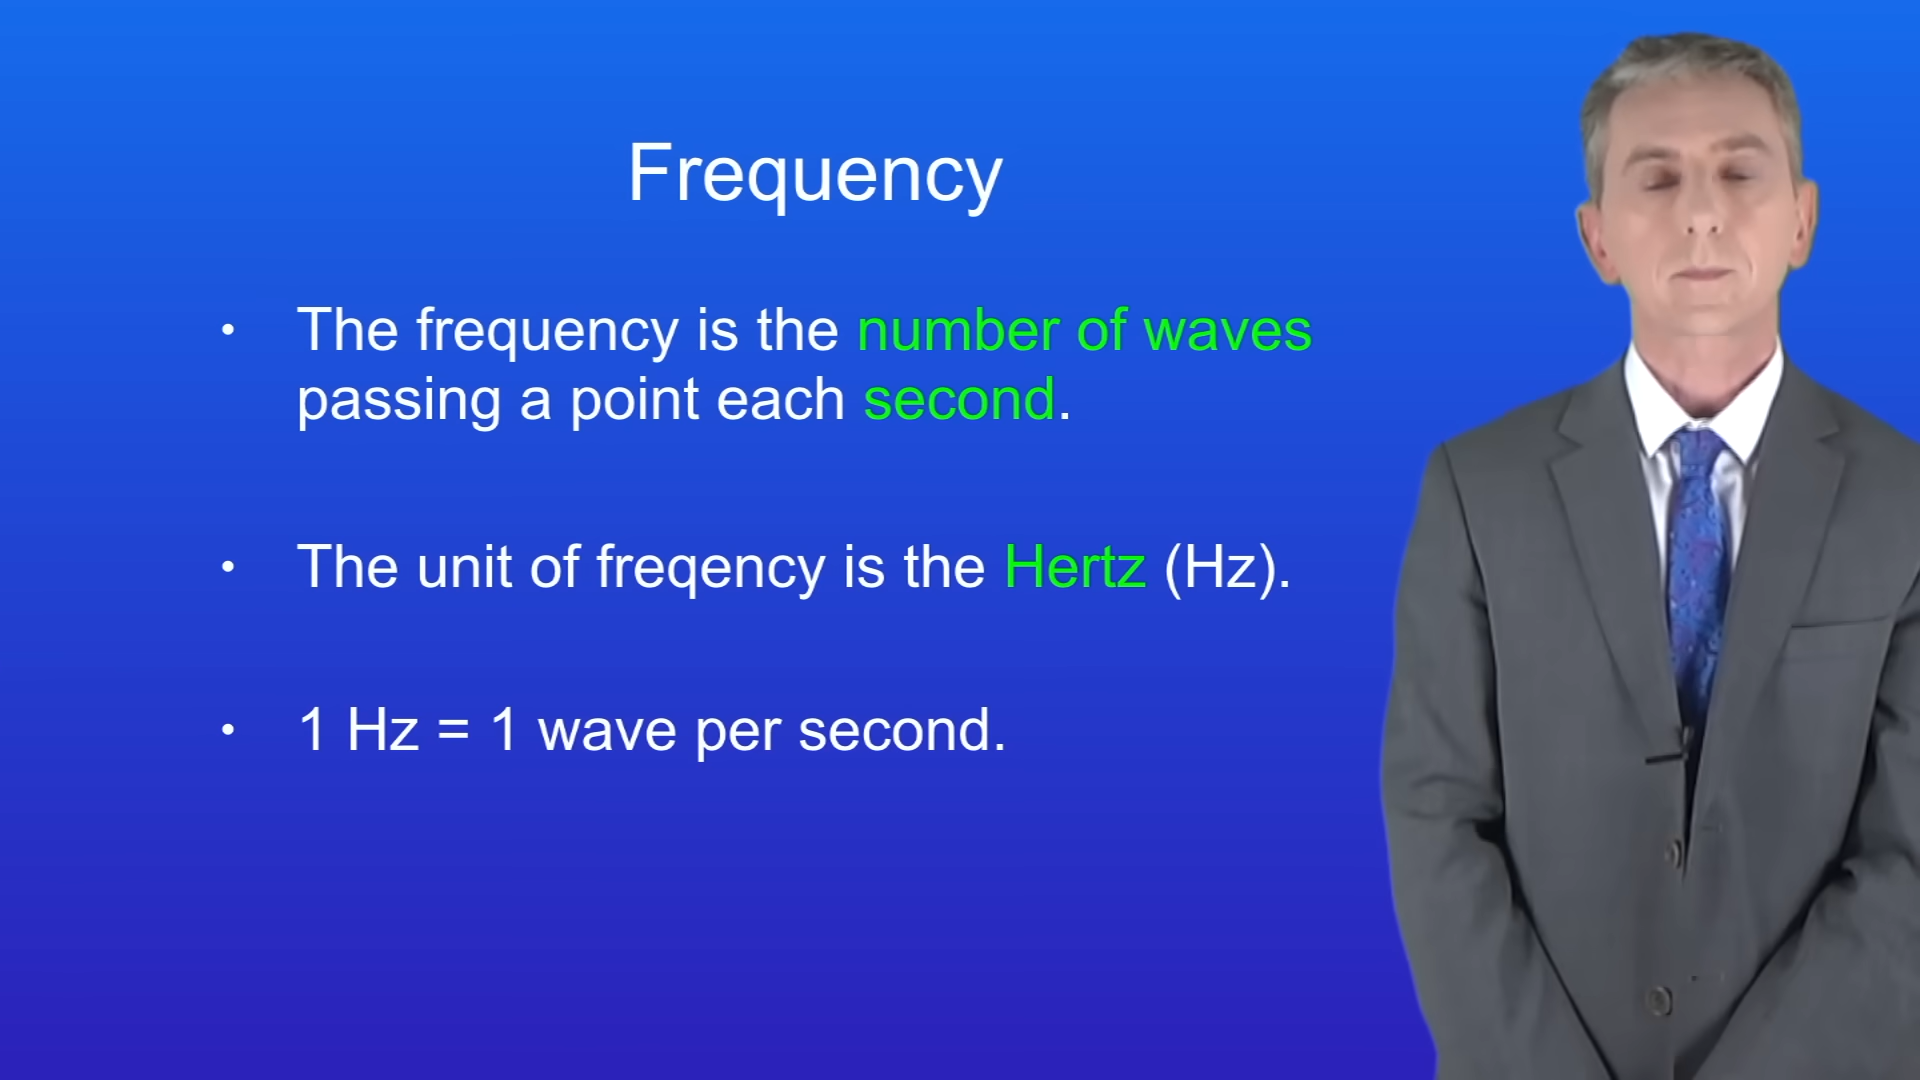 Frequency
• The frequency is the number of waves
passing a point each second.
• The unit of freqency is the Hertz (Hz).
• 1 Hz = 1 wave per second.